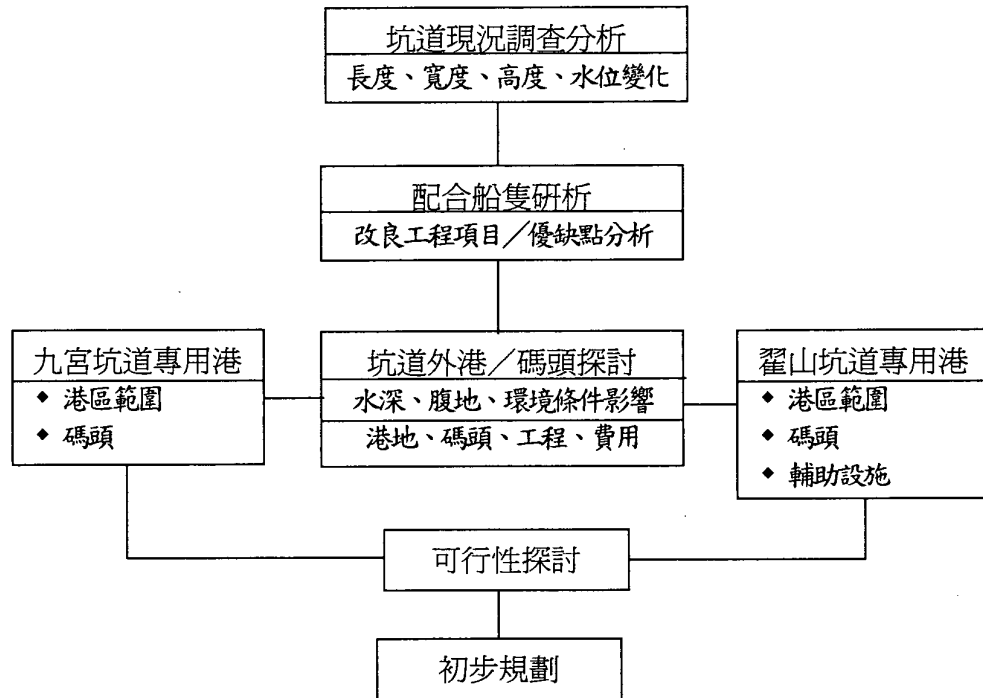 坑道現況調查分析
長度、寬度、高度、水位變化
配合船隻研析
改良工程項目／優缺點分析
九宮坑道專用港
◆ 港區範圍
◆ 碼頭
坑道外港／碼頭探討
水深、腹地、環境條件影響
港地、碼頭、工程、費用
翟山坑道專用港
◆ 港區範圍
◆ 碼頭
◆ 輔助設施
可行性探討
初步規劃